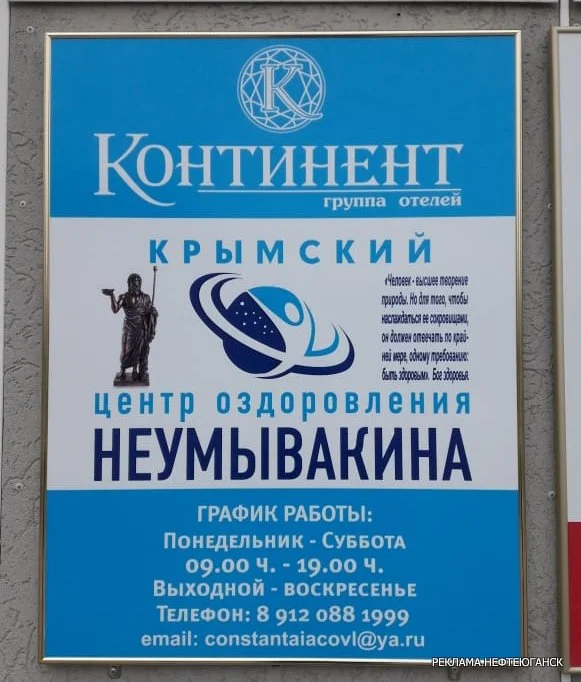 К
КОНТИНЕНТ
группа отелей
КРЫМСКИЙ
«Человек - высшее творение
природы. Но для того, чтобы
наслаждаться ее сокровищами,
он должен отвечать по край-
ней мере, одному требованию:
быть здоровым». Бог здоровья.
центр оздоровления
НЕУМЫВАКИНА
ГРАФИК РАБОТЫ:
Понедельник - Суббота
09.00 ч. - 19.00 ч.
Выходной - воскресенье
Телефон: 8 912 088 1999
email: constantaiacovl@ya.ru
РЕКЛАМА.НЕФТЕЮГАНСК